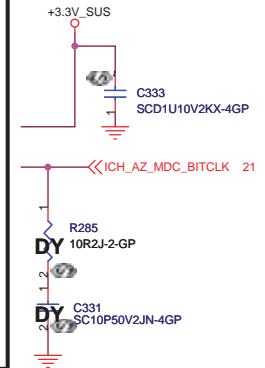 +3.3V_SUS
C333
SCD1U10V2KX-4GP
1
ICH_AZ_MDC_BITCLK 21
1
R285
DY 10R2J-2-GP
2
1
C331
DY SC10P50V2JN-4GP
2